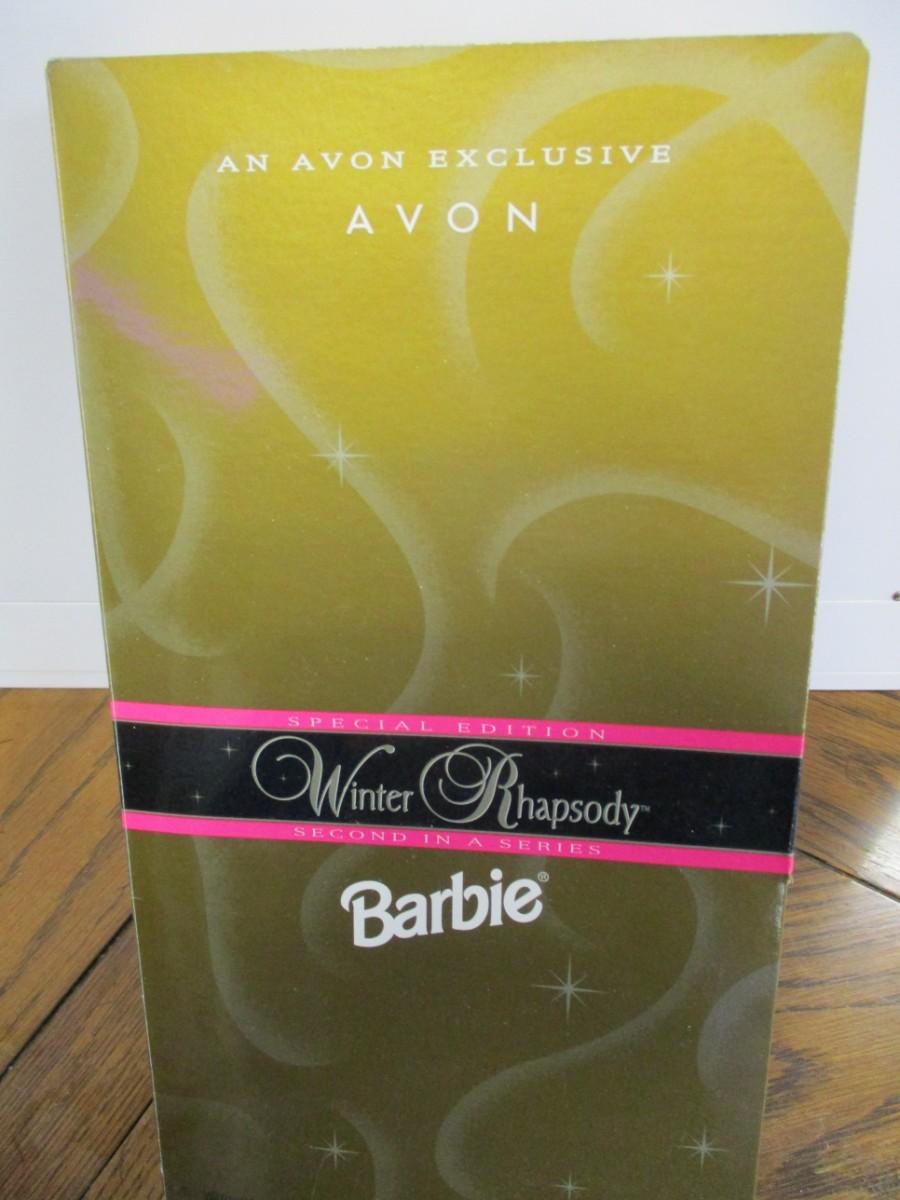 AN AVON EXCLUSIVE
AVON
SPECIAL EDITION
Winter Rhapsody™
SECOND IN A SERIES
Barbie®